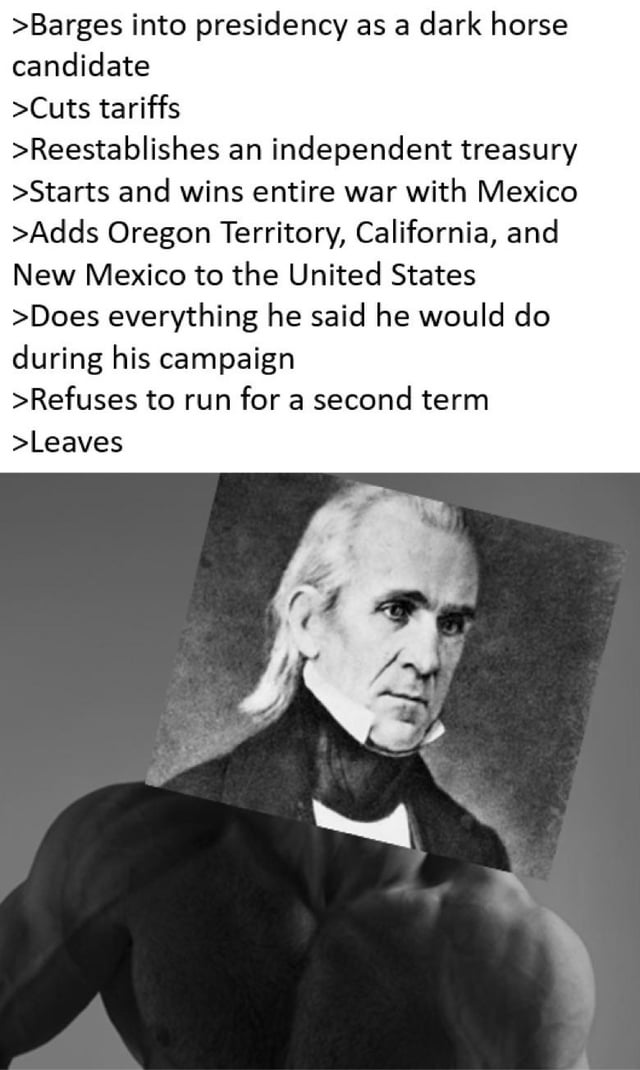 >Barges into presidency as a dark horse
candidate
>Cuts tariffs
>Reestablishes an independent treasury
>Starts and wins entire war with Mexico
>Adds Oregon Territory, California, and
New Mexico to the United States
>Does everything he said he would do
during his campaign
>Refuses to run for a second term
>Leaves